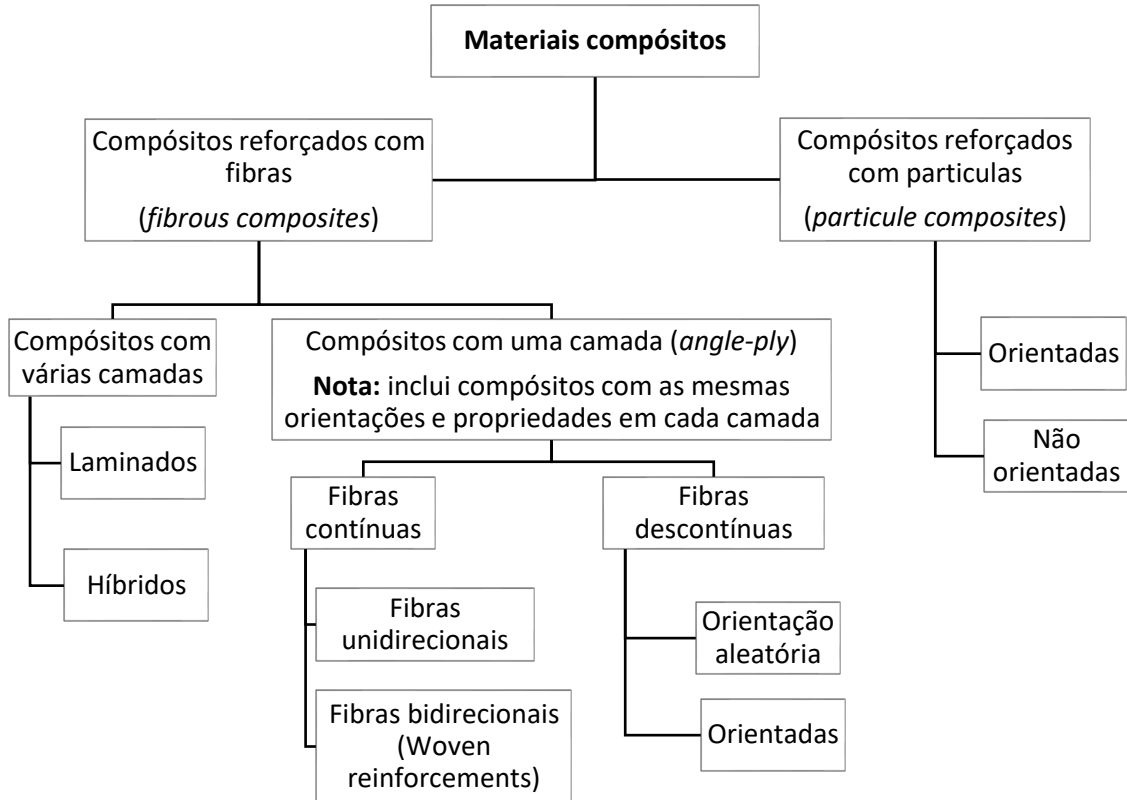 Materiais compósitos
Compósitos reforçados com
fibras
(fibrous composites)
Compósitos reforçados
com particulas
(particule composites)
Compósitos com
várias camadas
Laminados
Híbridos
Compósitos com uma camada (angle-ply)
Nota: inclui compósitos com as mesmas
orientações e propriedades em cada camada
Fibras
contínuas
Fibras
unidirecionais
Fibras bidirecionais
(Woven
reinforcements)
Fibras
descontínuas
Orientação
aleatória
Orientadas
Orientadas
Não
orientadas